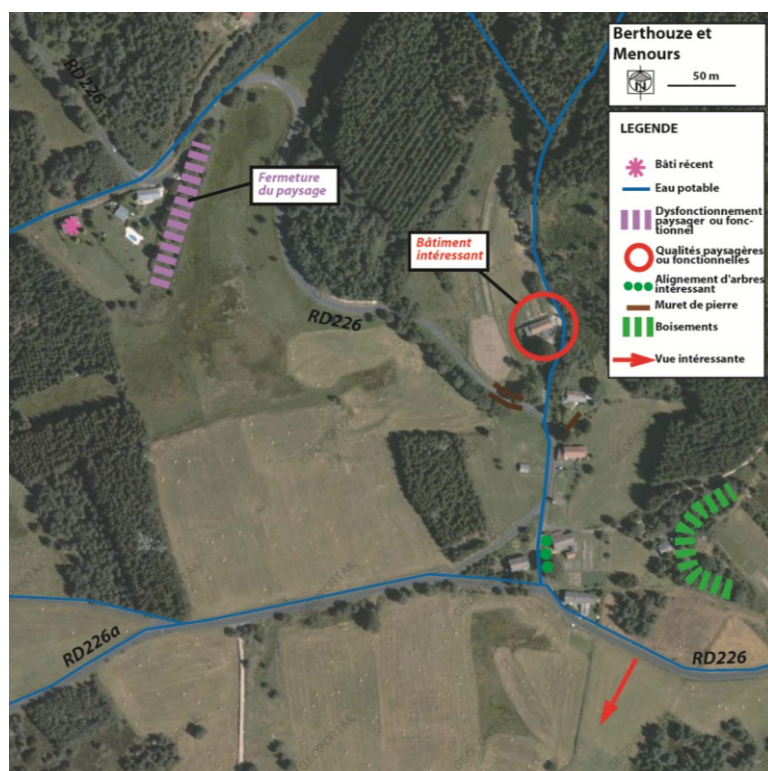 Berthouze et
Menours
N
50 m
LEGENDE
Bâti récent
Eau potable
Dysfonctionnement
paysager ou fonc-
tionnel
Qualités paysagères
ou fonctionnelles
Alignement d'arbres
intéressant
Muret de pierre
Boisements
Vue intéressante
RD226
Fermeture
du paysage
Bâtiment
intéressant
RD226
RD226a
RD226
GEOPORTAIL